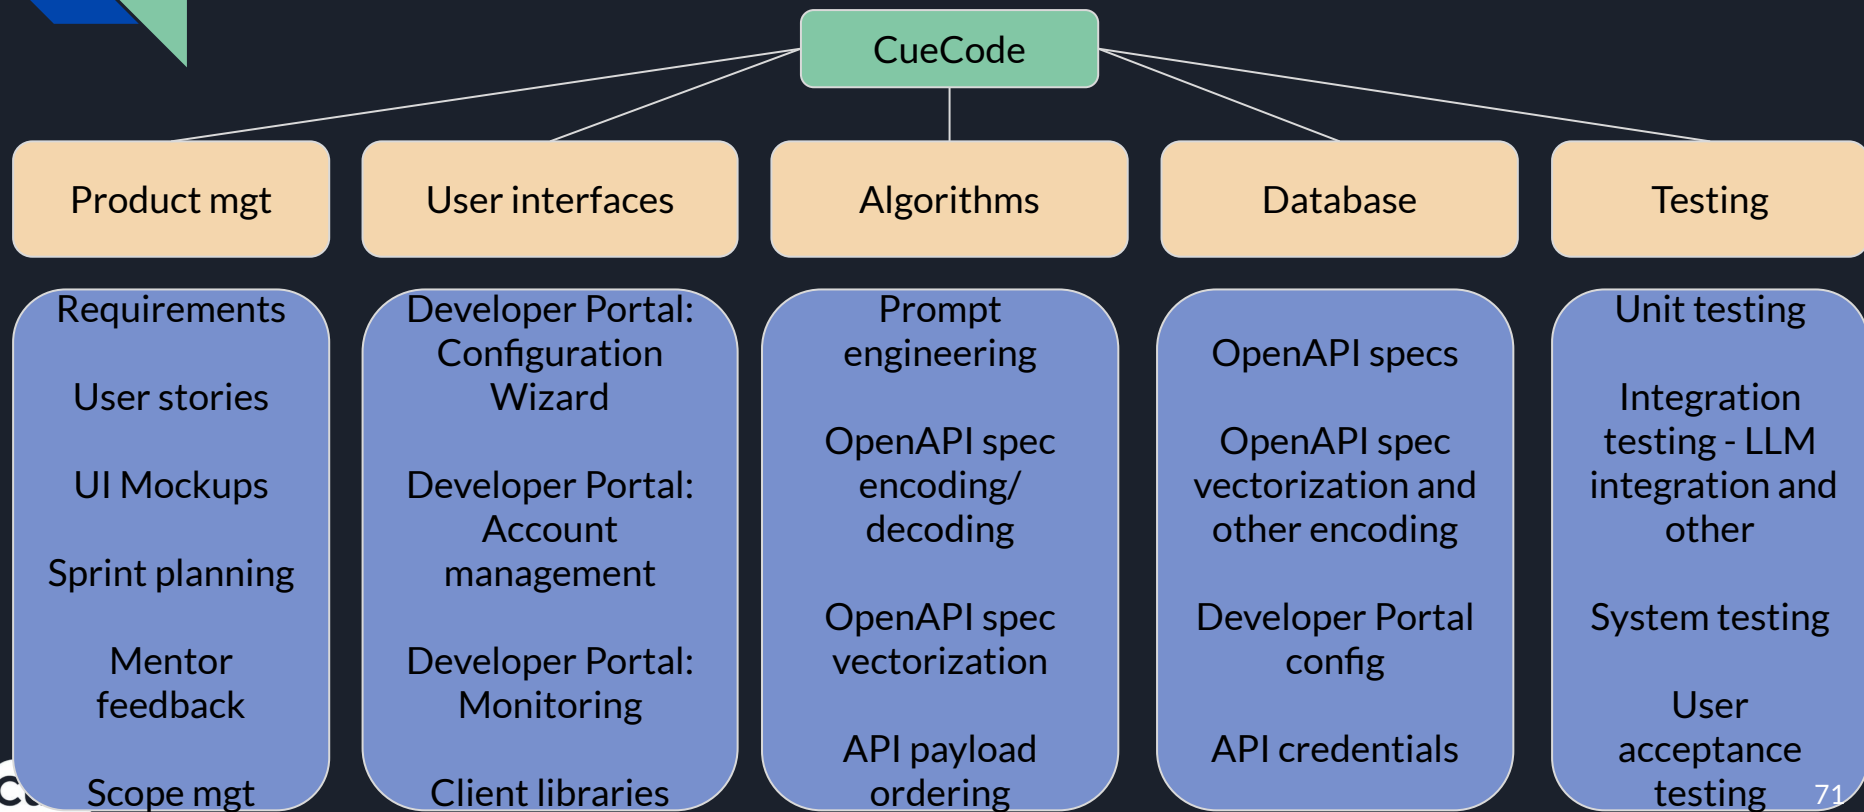 CueCode
Product mgt
User interfaces
Algorithms
Database
Testing
Requirements
User stories
UI Mockups
Sprint planning
Mentor
feedback
Scope mgt
Developer Portal:
Configuration
Wizard
Developer Portal:
Account
management
Developer Portal:
Monitoring
Client libraries
Prompt
engineering
OpenAPI spec
encoding/
decoding
OpenAPI spec
vectorization
API payload
ordering
OpenAPI specs
OpenAPI spec
vectorization and
other encoding
Developer Portal
config
API credentials
Unit testing
Integration
testing - LLM
integration and
other
System testing
User
acceptance
testing
71